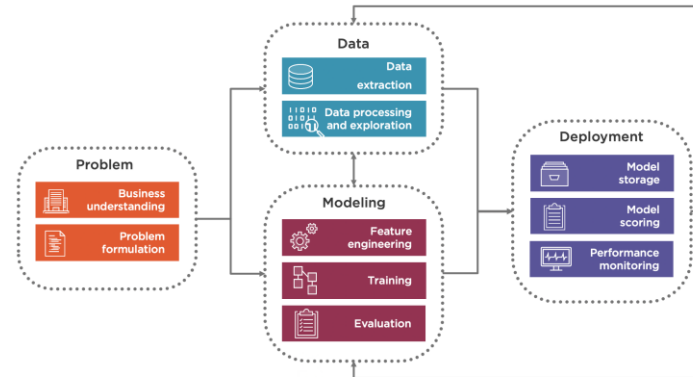 Problem
Business
understanding
Problem
formulation
Data
Data
extraction
11010
Data processing
and exploration
Modeling
Feature
engineering
Training
Evaluation
Deployment
Model
storage
Model
scoring
Performance
monitoring